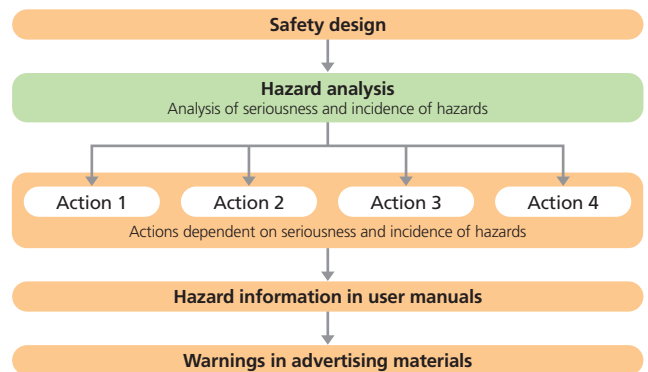 Safety design
Hazard analysis
Analysis of seriousness and incidence of hazards
Action 1 Action 2 Action 3 Action 4
Actions dependent on seriousness and incidence of hazards
Hazard information in user manuals
Warnings in advertising materials